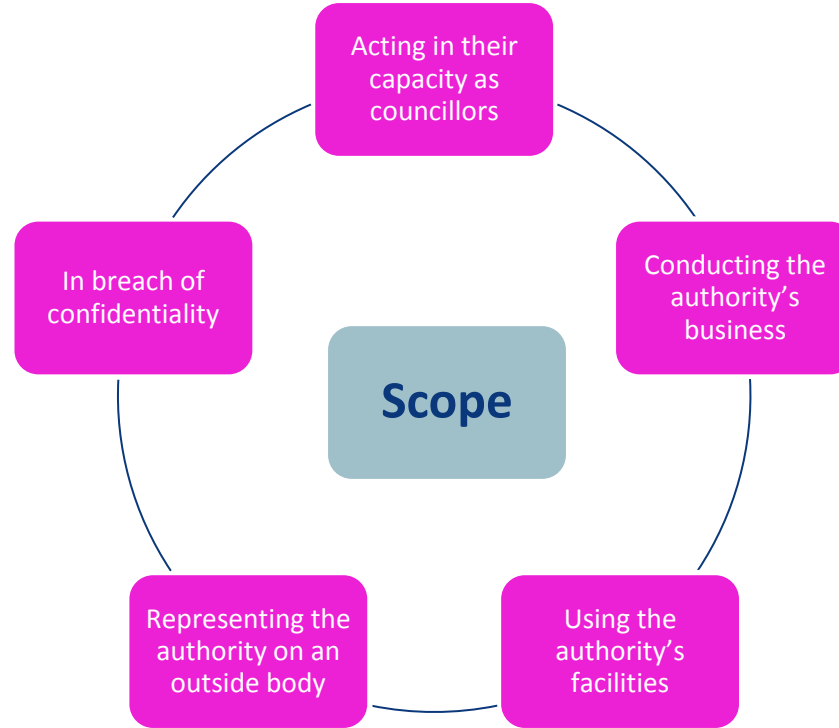 Acting in their
capacity as
councillors
In breach of
confidentiality
Conducting the
authority’s
business
Scope
Representing the
authority on an
outside body
Using the
authority’s
facilities